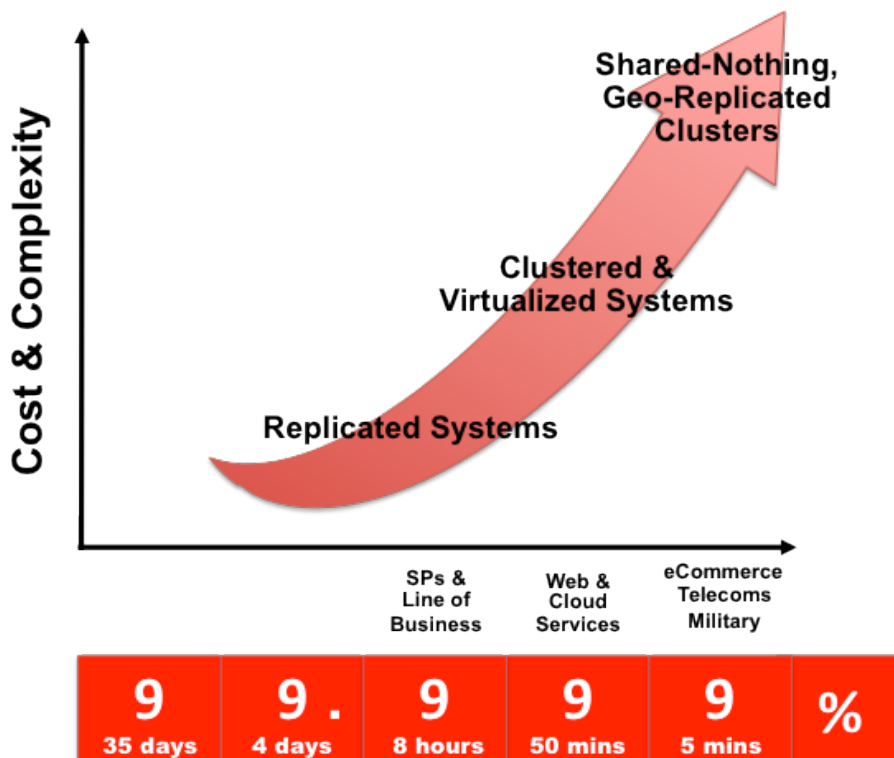 Cost & Complexity
Shared-Nothing,
Geo-Replicated
Clusters
Clustered &
Virtualized Systems
Replicated Systems
SPs &
Line of
Business
Web &
Cloud
Services
eCommerce
Telecoms
Military
9 9 . 9 9 9 %
35 days 4 days 8 hours 50 mins 5 mins